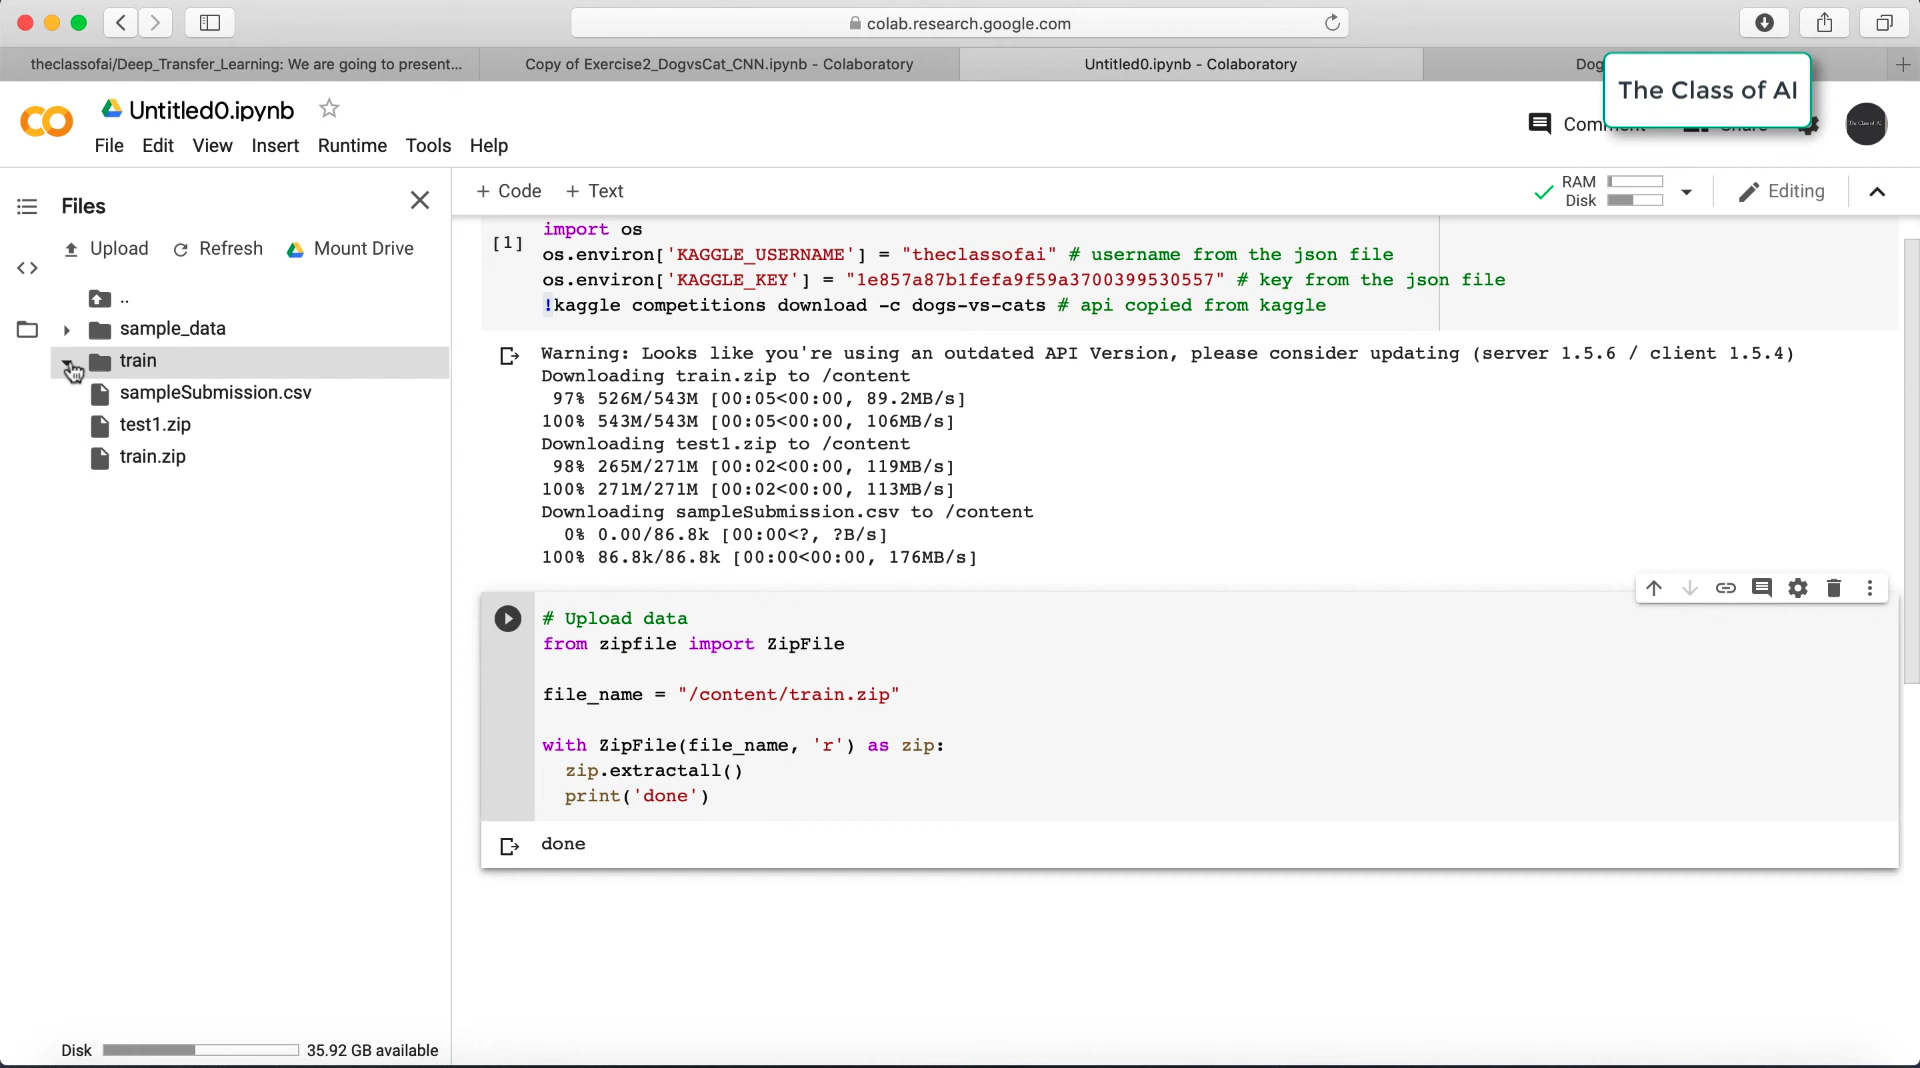 colab.research.google.com
theclassofai/Deep_Transfer_Learning: We are going to present...
Copy of Exercise2_DogvsCat_CNN.ipynb - Colaboratory
Untitled0.ipynb - Colaboratory
Dog
The Class of AI
Untitled0.ipynb
File Edit View Insert Runtime Tools Help
Files
Upload Refresh Mount Drive
..
sample_data
train
sampleSubmission.csv
test1.zip
train.zip
Disk 35.92 GB available
+ Code + Text
RAM
Disk
Editing
[1]
import os
os.environ['KAGGLE_USERNAME'] = "theclassofai" # username from the json file
os.environ['KAGGLE_KEY'] = "1e857a87b1fefa9f59a3700399530557" # key from the json file
!kaggle competitions download -c dogs-vs-cats # api copied from kaggle
Warning: Looks like you're using an outdated API Version, please consider updating (server 1.5.6 / client 1.5.4)
Downloading train.zip to /content
97% 526M/543M [00:05<00:00, 89.2MB/s]
100% 543M/543M [00:05<00:00, 106MB/s]
Downloading test1.zip to /content
98% 265M/271M [00:02<00:00, 119MB/s]
100% 271M/271M [00:02<00:00, 113MB/s]
Downloading sampleSubmission.csv to /content
0% 0.00/86.8k [00:00<?, ?B/s]
100% 86.8k/86.8k [00:00<00:00, 176MB/s]
# Upload data
from zipfile import ZipFile
file_name = "/content/train.zip"
with ZipFile(file_name, 'r') as zip:
zip.extractall()
print('done')
done